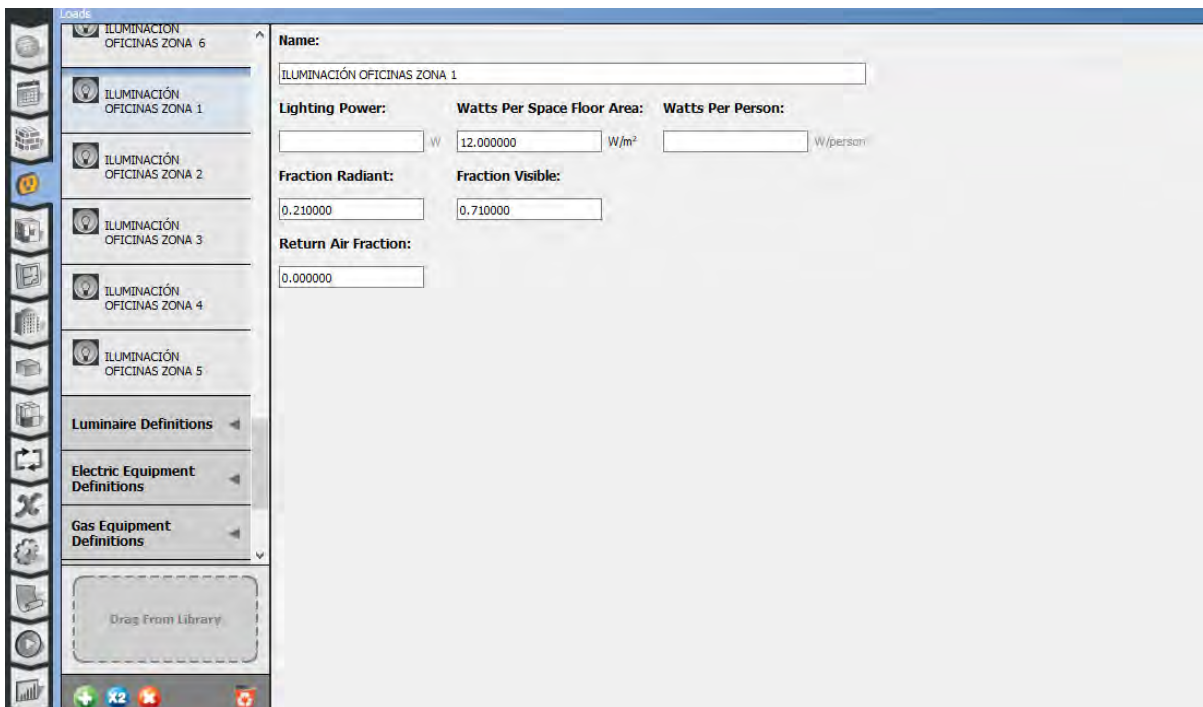 Loads
ILUMINACIÓN
OFICINAS ZONA 6
ILUMINACIÓN
OFICINAS ZONA 1
ILUMINACIÓN
OFICINAS ZONA 2
ILUMINACIÓN
OFICINAS ZONA 3
ILUMINACIÓN
OFICINAS ZONA 4
ILUMINACIÓN
OFICINAS ZONA 5
Luminaire Definitions
Electric Equipment
Definitions
Gas Equipment
Definitions
Drag From Library
X2
Name:
ILUMINACIÓN OFICINAS ZONA 1
Lighting Power: Watts Per Space Floor Area: Watts Per Person:
W 12.000000 W/m² W/person
Fraction Radiant: Fraction Visible:
0.210000 0.710000
Return Air Fraction:
0.000000